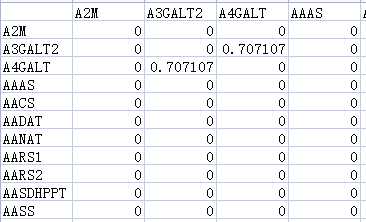 A2M A3GALT2 A4GALT AAAS
A2M 0 0 0 0
A3GALT2 0 0 0.707107 0
A4GALT 0 0.707107 0 0
AAAS 0 0 0 0
AACS 0 0 0 0
AADAT 0 0 0 0
AANAT 0 0 0 0
AARS1 0 0 0 0
AARS2 0 0 0 0
AASDHPPT 0 0 0 0
AASS 0 0 0 0